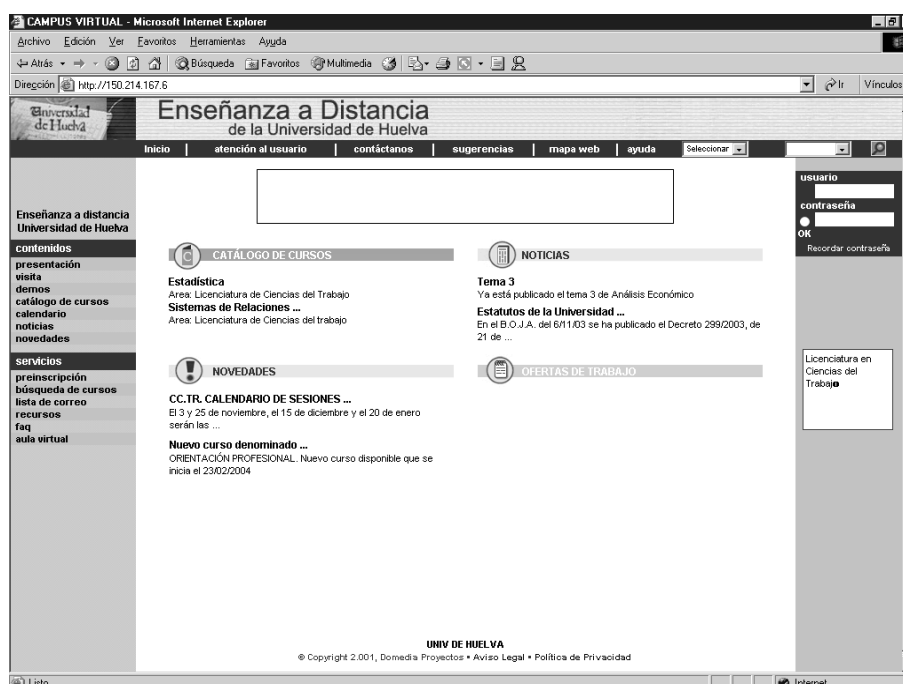 CAMPUS VIRTUAL - Microsoft Internet Explorer
Archivo Edición Ver Favoritos Herramientas Ayuda
Atrás Búsqueda Favoritos Multimedia
Dirección http://150.214.167.6 Ir Vínculos
Universidad de Huelva
Enseñanza a Distancia
de la Universidad de Huelva
Inicio | atención al usuario | contáctanos | sugerencias | mapa web | ayuda Seleccionar
Enseñanza a distancia
Universidad de Huelva
contenidos
presentación
visita
demos
catálogo de cursos
calendario
noticias
novedades
servicios
preinscripción
búsqueda de cursos
lista de correo
recursos
faq
aula virtual
CATÁLOGO DE CURSOS
Estadística
Area: Licenciatura de Ciencias del Trabajo
Sistemas de Relaciones ...
Area: Licenciatura de Ciencias del trabajo
NOTICIAS
Tema 3
Ya está publicado el tema 3 de Análisis Económico
Estatutos de la Universidad ...
En el B.O.J.A. del 6/11/03 se ha publicado el Decreto 299/2003, de
21 de ...
NOVEDADES
CC.TR. CALENDARIO DE SESIONES ...
El 3 y 25 de noviembre, el 15 de diciembre y el 20 de enero
serán las ...
Nuevo curso denominado ...
ORIENTACIÓN PROFESIONAL. Nuevo curso disponible que se
inicia el 23/02/2004
OFERTAS DE TRABAJO
usuario
contraseña
OK
Recordar contraseña
Licenciatura en
Ciencias del
Trabajo
UNIV DE HUELVA
© Copyright 2.001, Domedia Proyectos • Aviso Legal • Política de Privacidad
Listo Internet